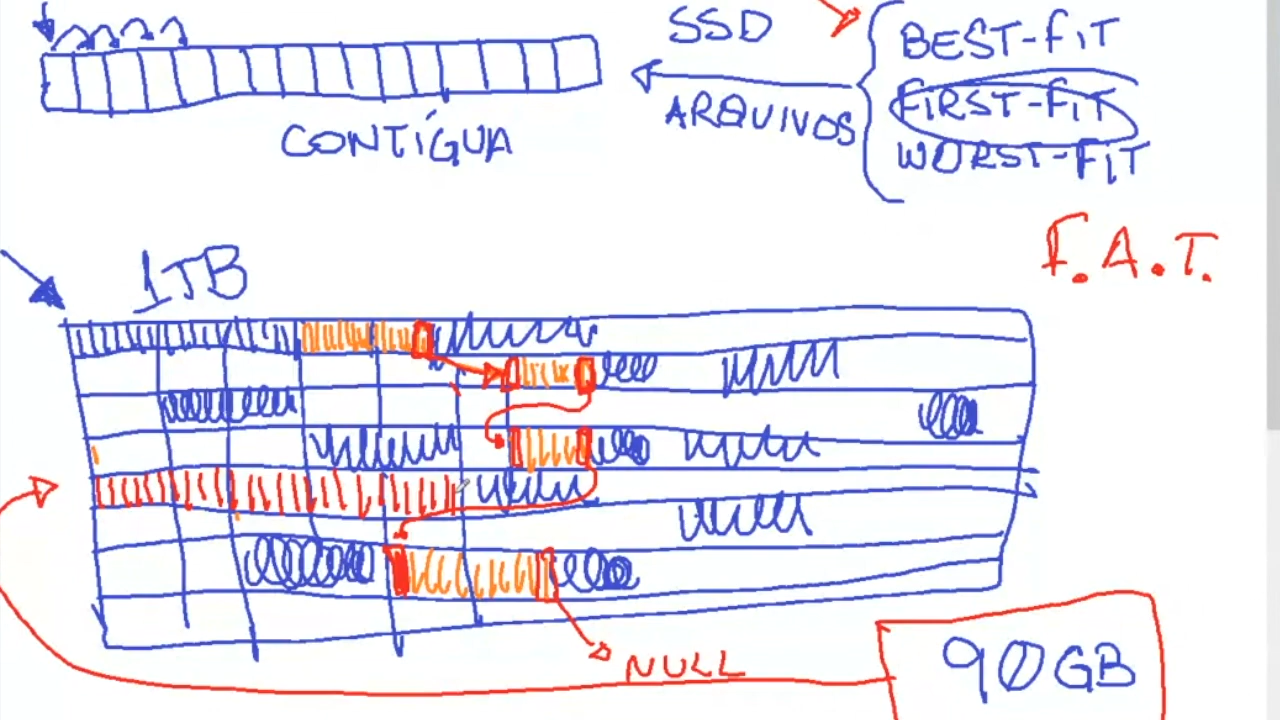 SSD
ARQUIVOS
BEST-FIT
FIRST-FIT
WORST-FIT
CONTÍGUA
F.A.T.
1TB
NULL
90GB